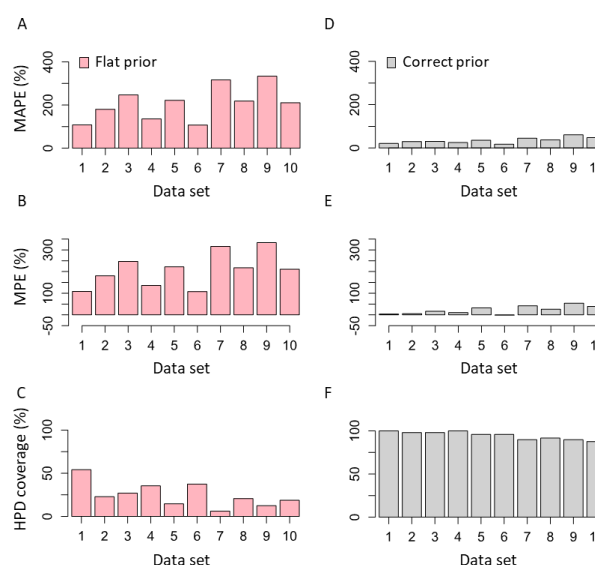 A
MAPE (%)
400
200
0
Flat prior
1 2 3 4 5 6 7 8 9 10
Data set
D
400
200
0
Correct prior
1 2 3 4 5 6 7 8 9
Data set
B
MPE (%)
300
100
-50
1 2 3 4 5 6 7 8 9 10
Data set
E
300
100
-50
1 2 3 4 5 6 7 8 9
Data set
C
HPD coverage (%)
100
50
0
1 2 3 4 5 6 7 8 9 10
Data set
F
100
50
0
1 2 3 4 5 6 7 8 9
Data set